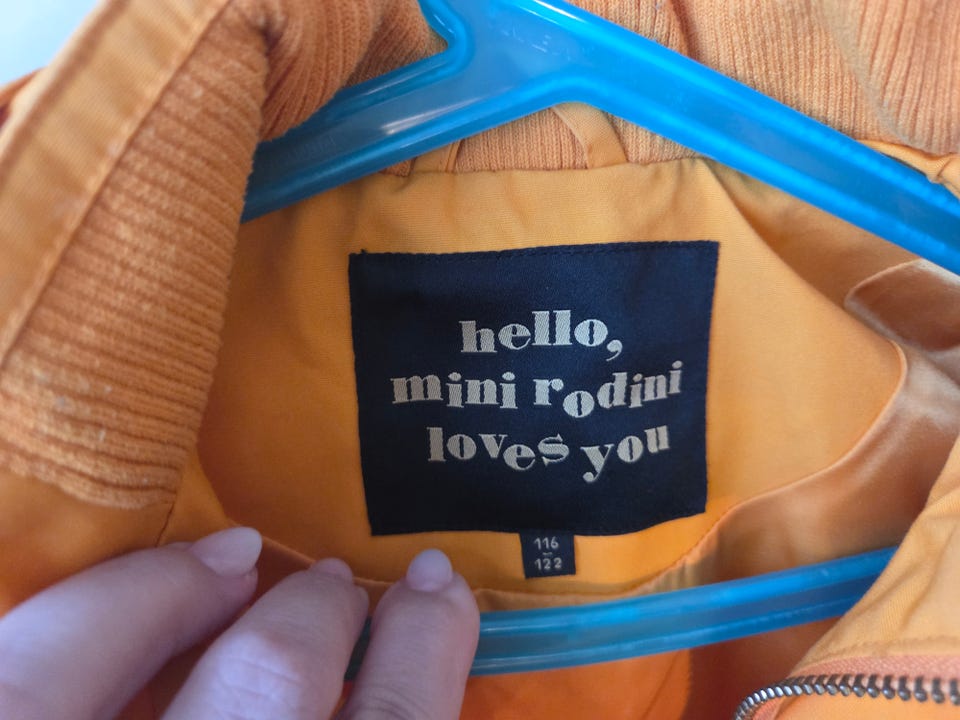 hello,
mini rodini
loves you
116
122